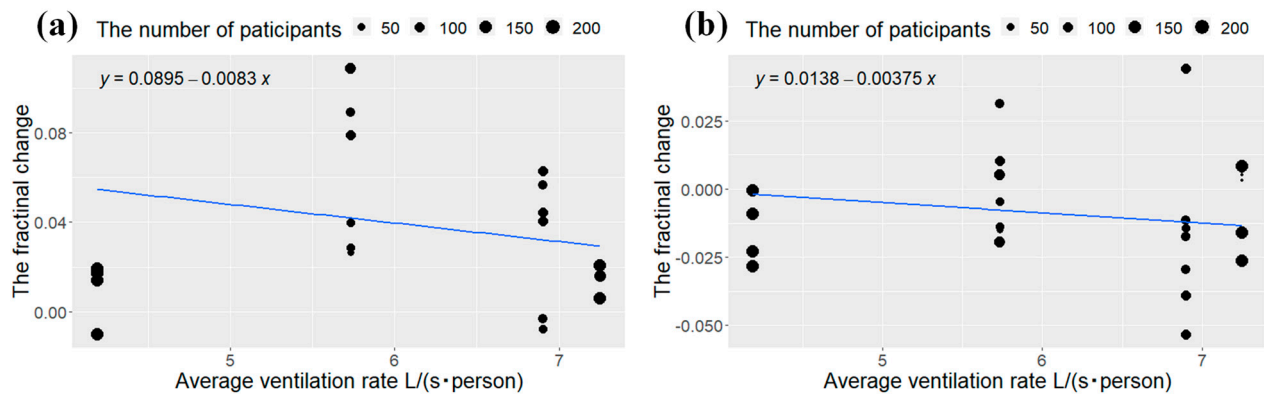 (a) The number of paticipants 50 100 150 200
y = 0.0895 – 0.0083 x
The fractinal change
0.08
0.04
0.00
5 6 7
Average ventilation rate L/(s·person)
(b) The number of paticipants 50 100 150 200
y = 0.0138 – 0.00375 x
The fractinal change
0.025
0.000
-0.025
-0.050
5 6 7
Average ventilation rate L/(s·person)